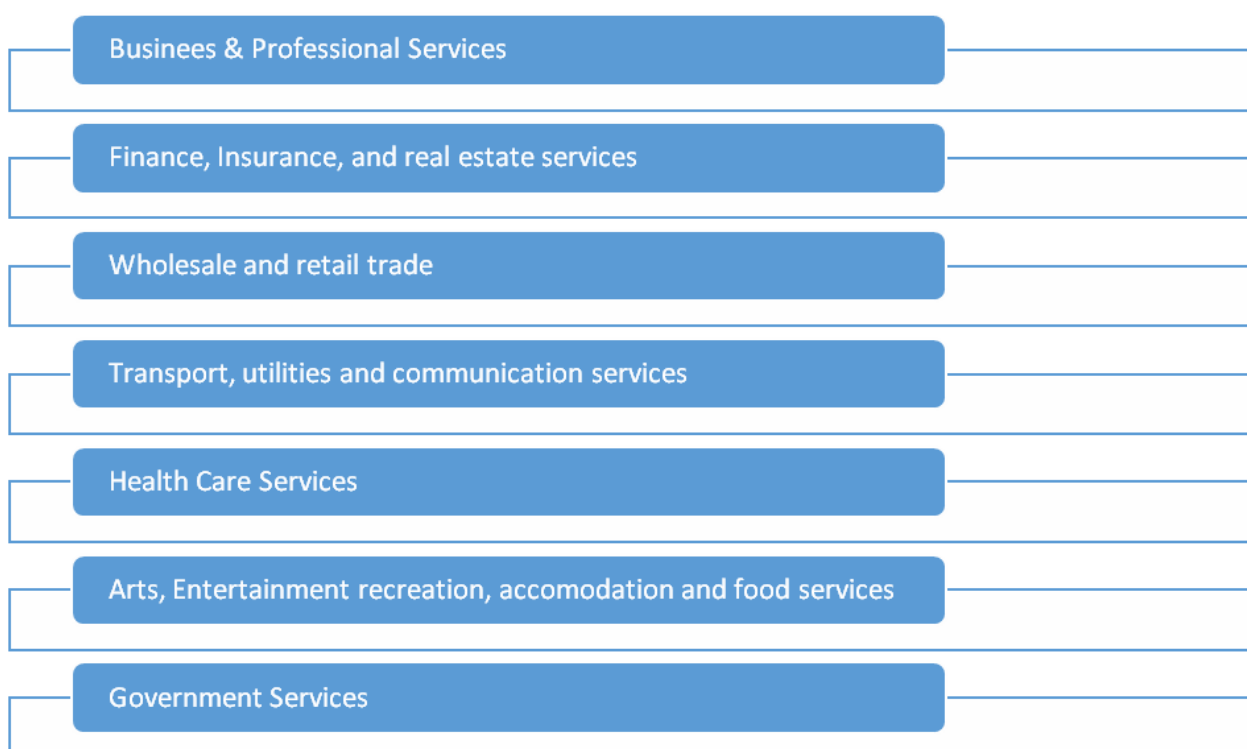 Businees & Professional Services
Finance, Insurance, and real estate services
Wholesale and retail trade
Transport, utilities and communication services
Health Care Services
Arts, Entertainment recreation, accomodation and food services
Government Services